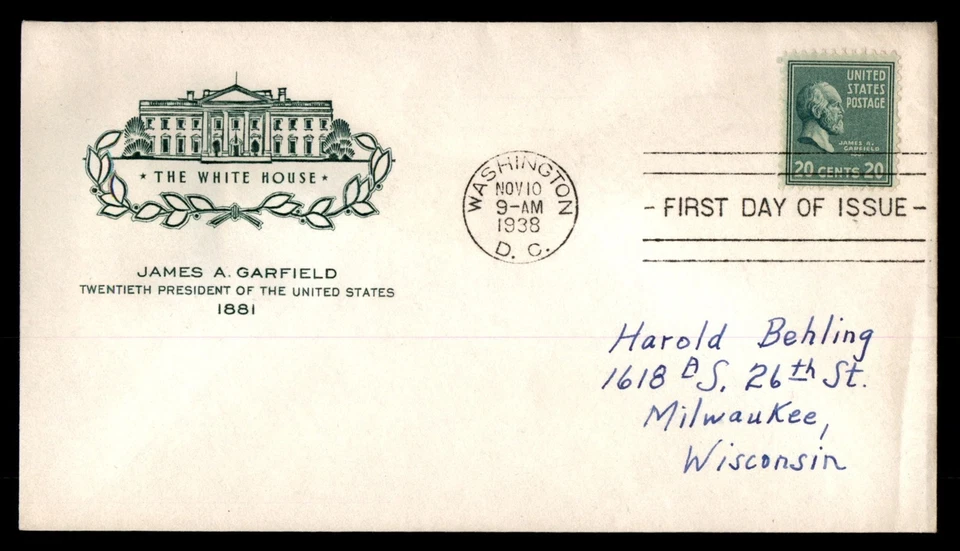 ★ THE WHITE HOUSE ★
JAMES A. GARFIELD
TWENTIETH PRESIDENT OF THE UNITED STATES
1881
WASHINGTON
NOV 10
9-AM
1938
D. C.
UNITED
STATES
POSTAGE
JAMES A.
GARFIELD
20 CENTS 20
- FIRST DAY OF ISSUE -
Harold Behling
1618 A S. 26th St.
Milwaukee,
Wisconsin